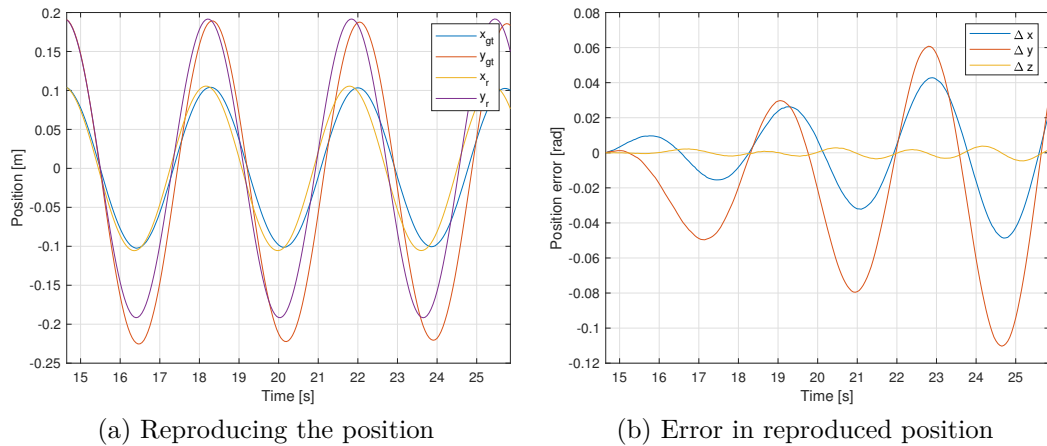 0.2
0.15
0.1
0.05
0
-0.05
-0.1
-0.15
-0.2
-0.25
Position [m]
15 16 17 18 19 20 21 22 23 24 25
Time [s]
x_gt
y_gt
x_r
y_r
(a) Reproducing the position
0.08
0.06
0.04
0.02
0
-0.02
-0.04
-0.06
-0.08
-0.1
-0.12
Position error [rad]
15 16 17 18 19 20 21 22 23 24 25
Time [s]
Δ x
Δ y
Δ z
(b) Error in reproduced position